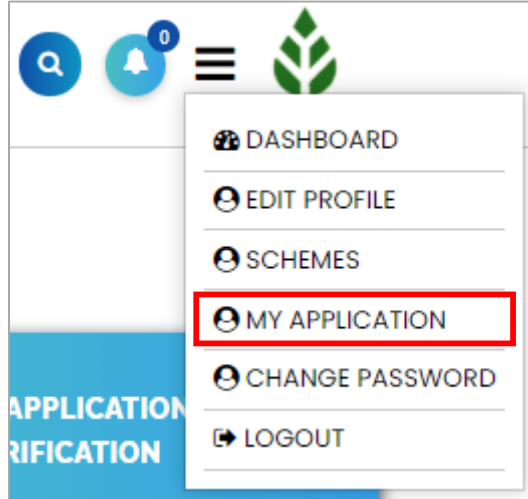 0
DASHBOARD
EDIT PROFILE
SCHEMES
MY APPLICATION
CHANGE PASSWORD
LOGOUT
APPLICATION
RIFICATION